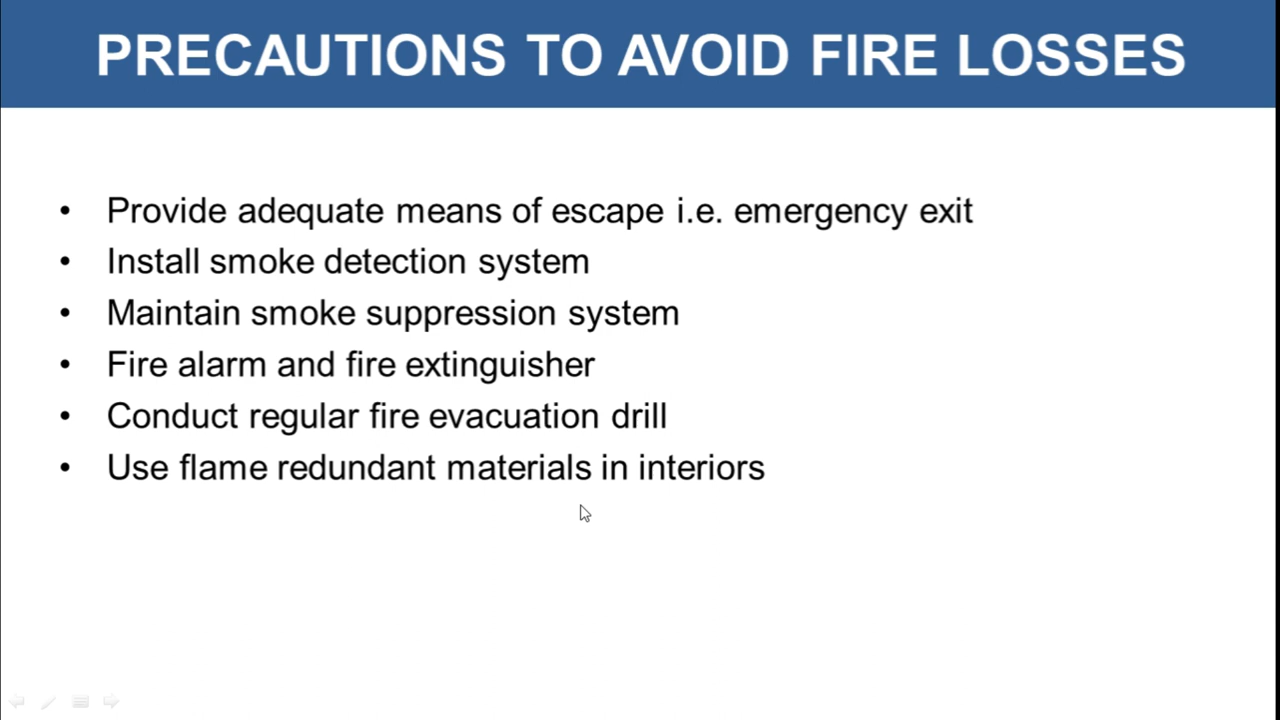 PRECAUTIONS TO AVOID FIRE LOSSES
• Provide adequate means of escape i.e. emergency exit
• Install smoke detection system
• Maintain smoke suppression system
• Fire alarm and fire extinguisher
• Conduct regular fire evacuation drill
• Use flame redundant materials in interiors